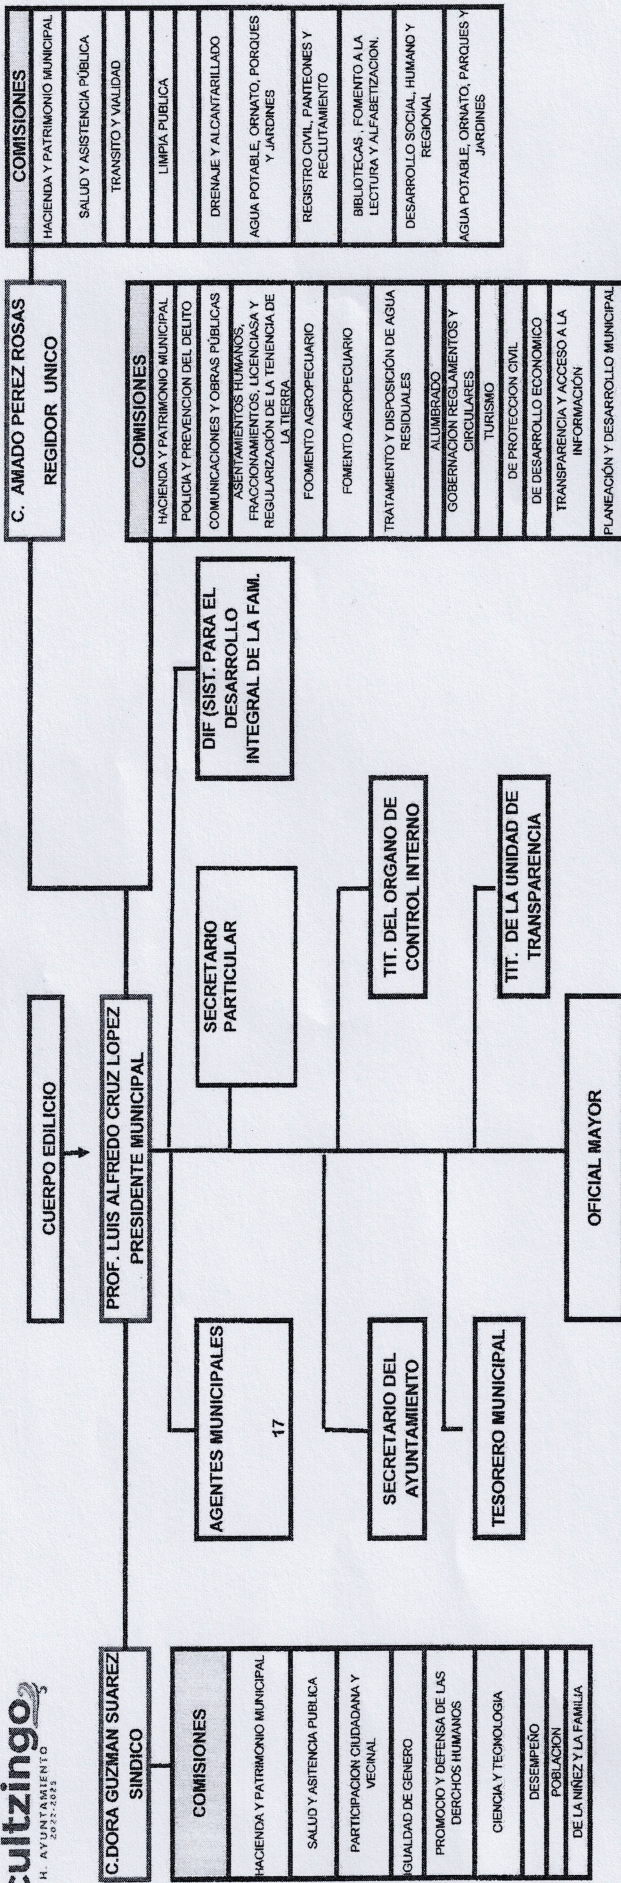 cultzingo
H. AYUNTAMIENTO
2022-2025
CUERPO EDILICIO
C.DORA GUZMAN SUAREZ
SINDICO
PROF. LUIS ALFREDO CRUZ LOPEZ
PRESIDENTE MUNICIPAL
C. AMADO PEREZ ROSAS
REGIDOR UNICO
COMISIONES
HACIENDA Y PATRIMONIO MUNICIPAL
SALUD Y ASITENCIA PUBLICA
PARTICIPACION CIUDADANA Y
VECINAL
IGUALDAD DE GENERO
PROMOCIO Y DEFENSA DE LAS
DERCHOS HUMANOS
CIENCIA Y TECNOLOGIA
DESEMPEÑO
POBLACION
DE LA NIÑEZ Y LA FAMILIA
AGENTES MUNICIPALES
17
SECRETARIO PARTICULAR
DIF (SIST. PARA EL
DESARROLLO
INTEGRAL DE LA FAM.
SECRETARIO DEL
AYUNTAMIENTO
TIT. DEL ORGANO DE
CONTROL INTERNO
TESORERO MUNICIPAL
TIT. DE LA UNIDAD DE
TRANSPARENCIA
OFICIAL MAYOR
COMISIONES
HACIENDA Y PATRIMONIO MUNICIPAL
POLICIA Y PREVENCION DEL DELITO
COMUNICACIONES Y OBRAS PÚBLICAS
ASENTAMIENTOS HUMANOS,
FRACCIONAMIENTOS, LICENCIASA Y
REGULARIZACIÓN DE LA TENENCIA DE
LA TIERRA
FOOMENTO AGROPECUARIO
FOMENTO AGROPECUARIO
TRATAMIENTO Y DISPOSICIÓN DE AGUA
RESIDUALES
ALUMBRADO
GOBERNACION REGLAMENTOS Y
CIRCULARES
TURISMO
DE PROTECCION CIVIL
DE DESARROLLO ECONOMICO
TRANSPARENCIA Y ACCESO A LA
INFORMACIÓN
PLANEACIÓN Y DESARROLLO MUNICIPAL
COMISIONES
HACIENDA Y PATRIMONIO MUNICIPAL
SALUD Y ASISTENCIA PÚBLICA
TRANSITO Y VIALIDAD
LIMPIA PUBLICA
DRENAJE Y ALCANTARILLADO
AGUA POTABLE, ORNATO, PORQUES
Y JARDINES
REGISTRO CIVIL, PANTEONES Y
RECLUTAMIENTO
BIBLIOTECAS , FOMENTO A LA
LECTURA Y ALFABETIZACION.
DESARROLLO SOCIAL, HUMANO Y
REGIONAL
AGUA POTABLE, ORNATO, PARQUES Y
JARDINES